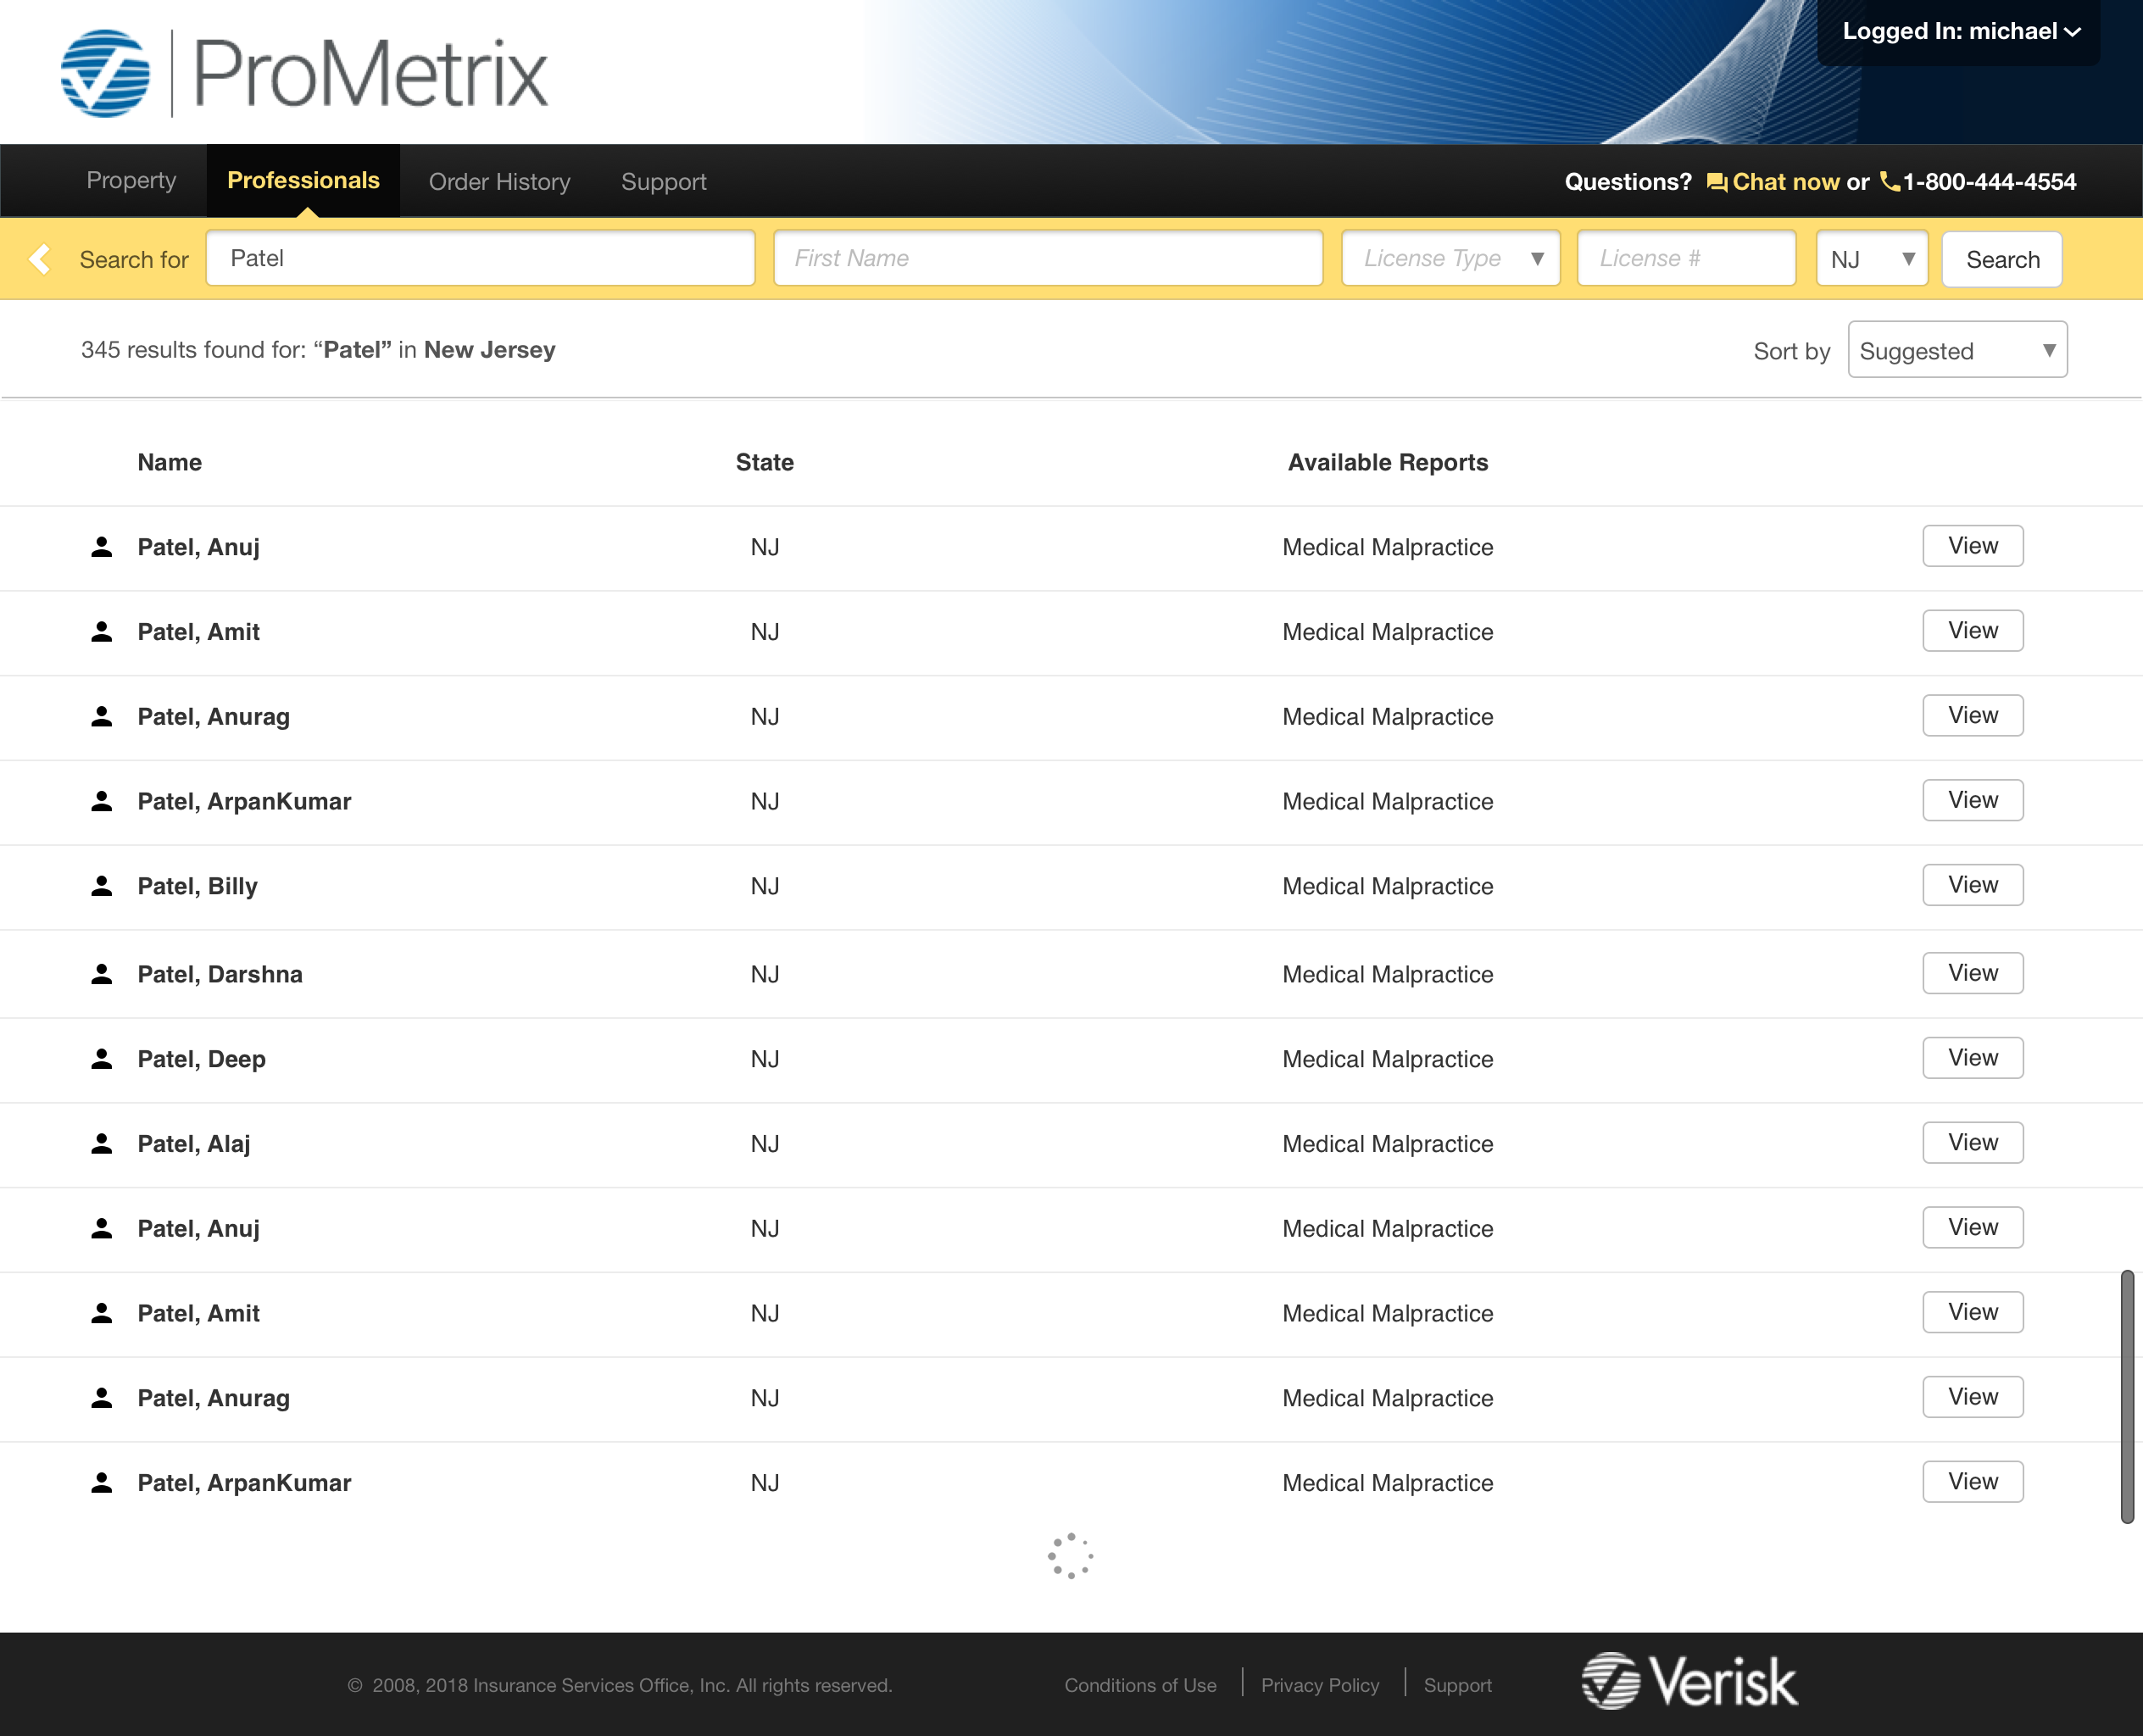 ProMetrix
Logged In: michael
Property Professionals Order History Support Questions? Chat now or 1-800-444-4554
Search for Patel First Name License Type License # NJ Search
345 results found for: “Patel” in New Jersey Sort by Suggested
Name State Available Reports
Patel, Anuj NJ Medical Malpractice View
Patel, Amit NJ Medical Malpractice View
Patel, Anurag NJ Medical Malpractice View
Patel, ArpanKumar NJ Medical Malpractice View
Patel, Billy NJ Medical Malpractice View
Patel, Darshna NJ Medical Malpractice View
Patel, Deep NJ Medical Malpractice View
Patel, Alaj NJ Medical Malpractice View
Patel, Anuj NJ Medical Malpractice View
Patel, Amit NJ Medical Malpractice View
Patel, Anurag NJ Medical Malpractice View
Patel, ArpanKumar NJ Medical Malpractice View
© 2008, 2018 Insurance Services Office, Inc. All rights reserved. Conditions of Use Privacy Policy Support Verisk